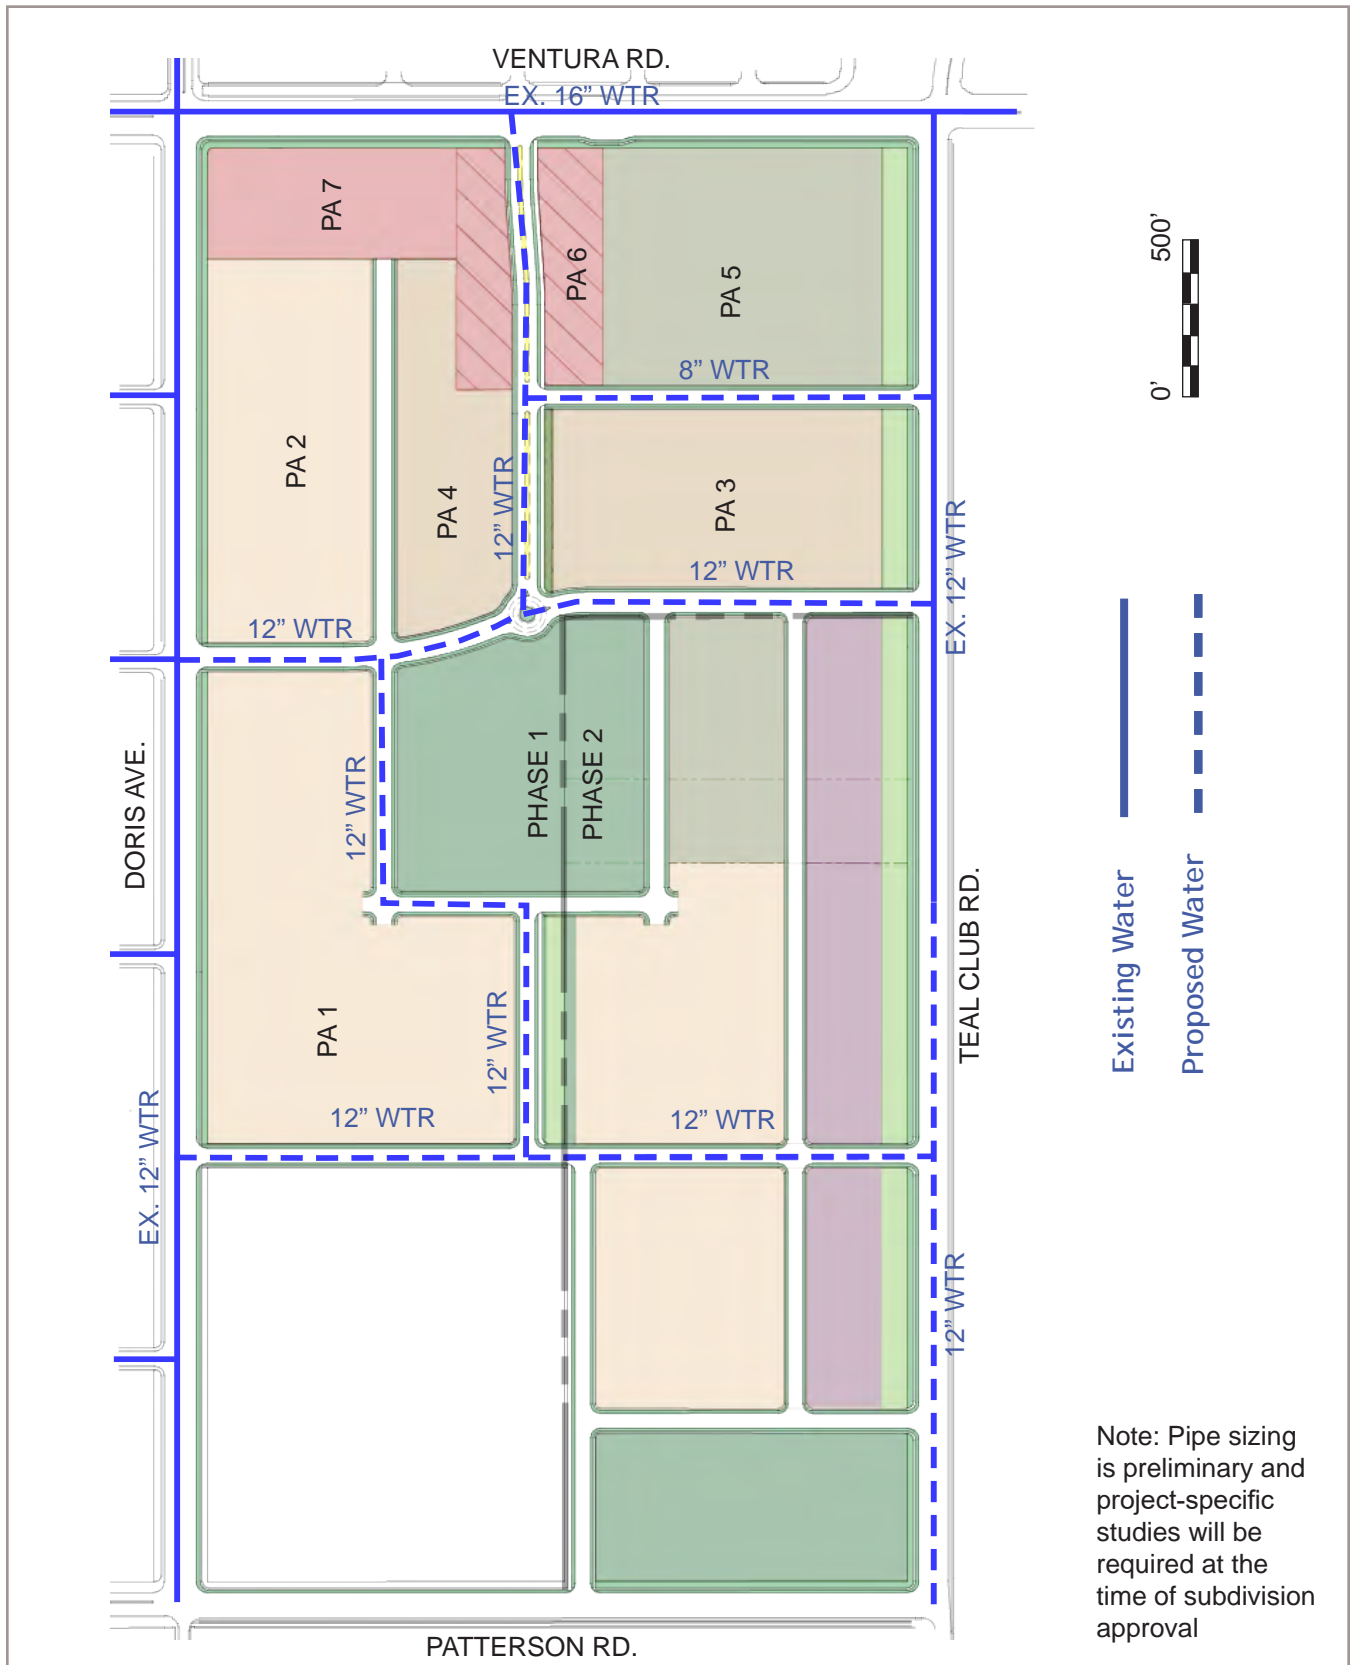 VENTURA RD.
EX. 16” WTR
PA 7
PA 6
PA 5
8” WTR
500’
0’
PA 2
PA 4
12” WTR
PA 3
12” WTR
EX. 12” WTR
12” WTR
DORIS AVE.
12” WTR
PHASE 1
PHASE 2
TEAL CLUB RD.
Existing Water
Proposed Water
PA 1
12” WTR
12” WTR
12” WTR
EX. 12” WTR
12” WTR
Note: Pipe sizing
is preliminary and
project-specific
studies will be
required at the
time of subdivision
approval
PATTERSON RD.